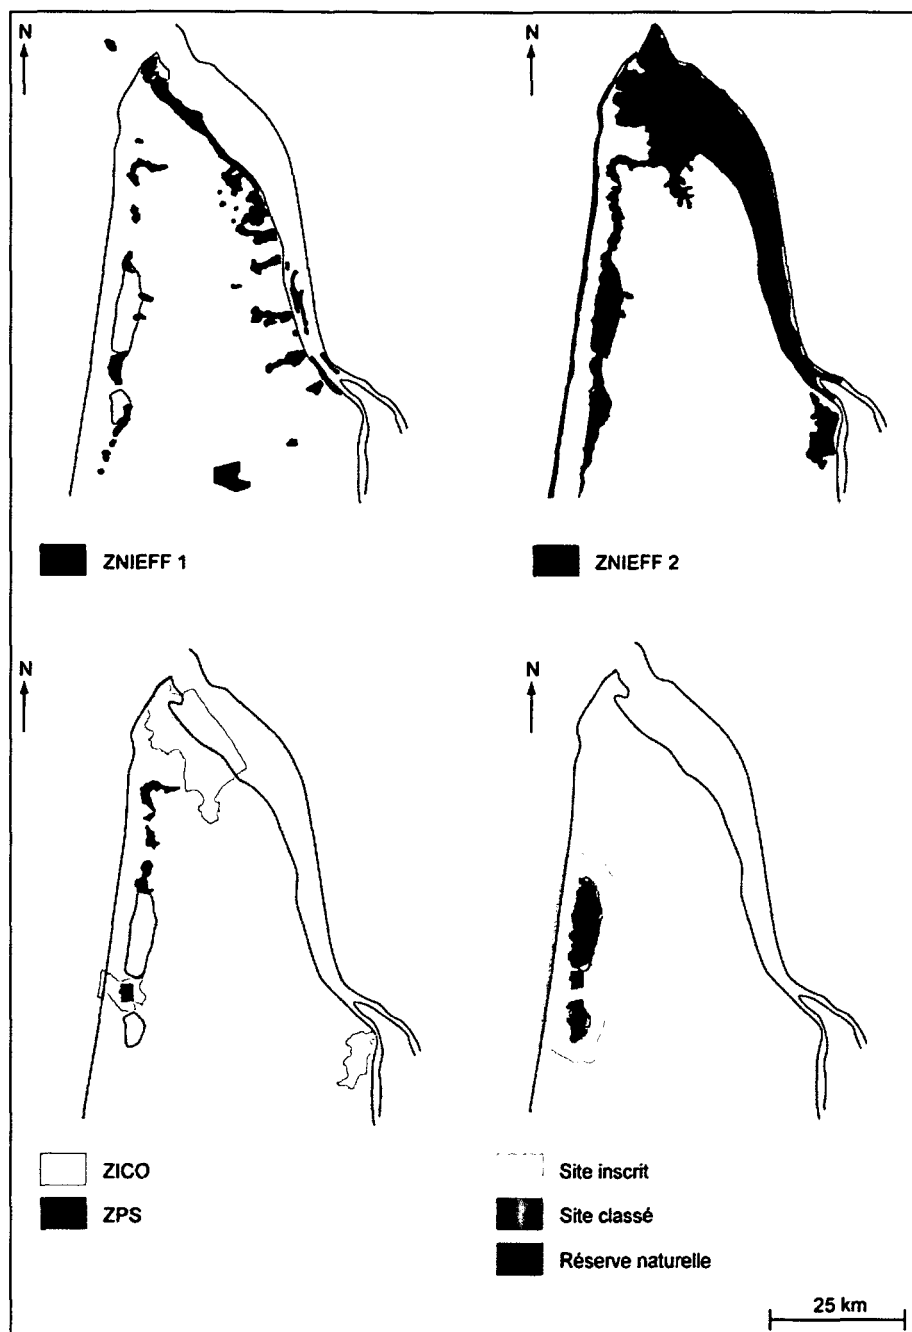 N
N
ZNIEFF 1
ZNIEFF 2
N
N
ZICO
ZPS
Site inscrit
Site classé
Réserve naturelle
25 km